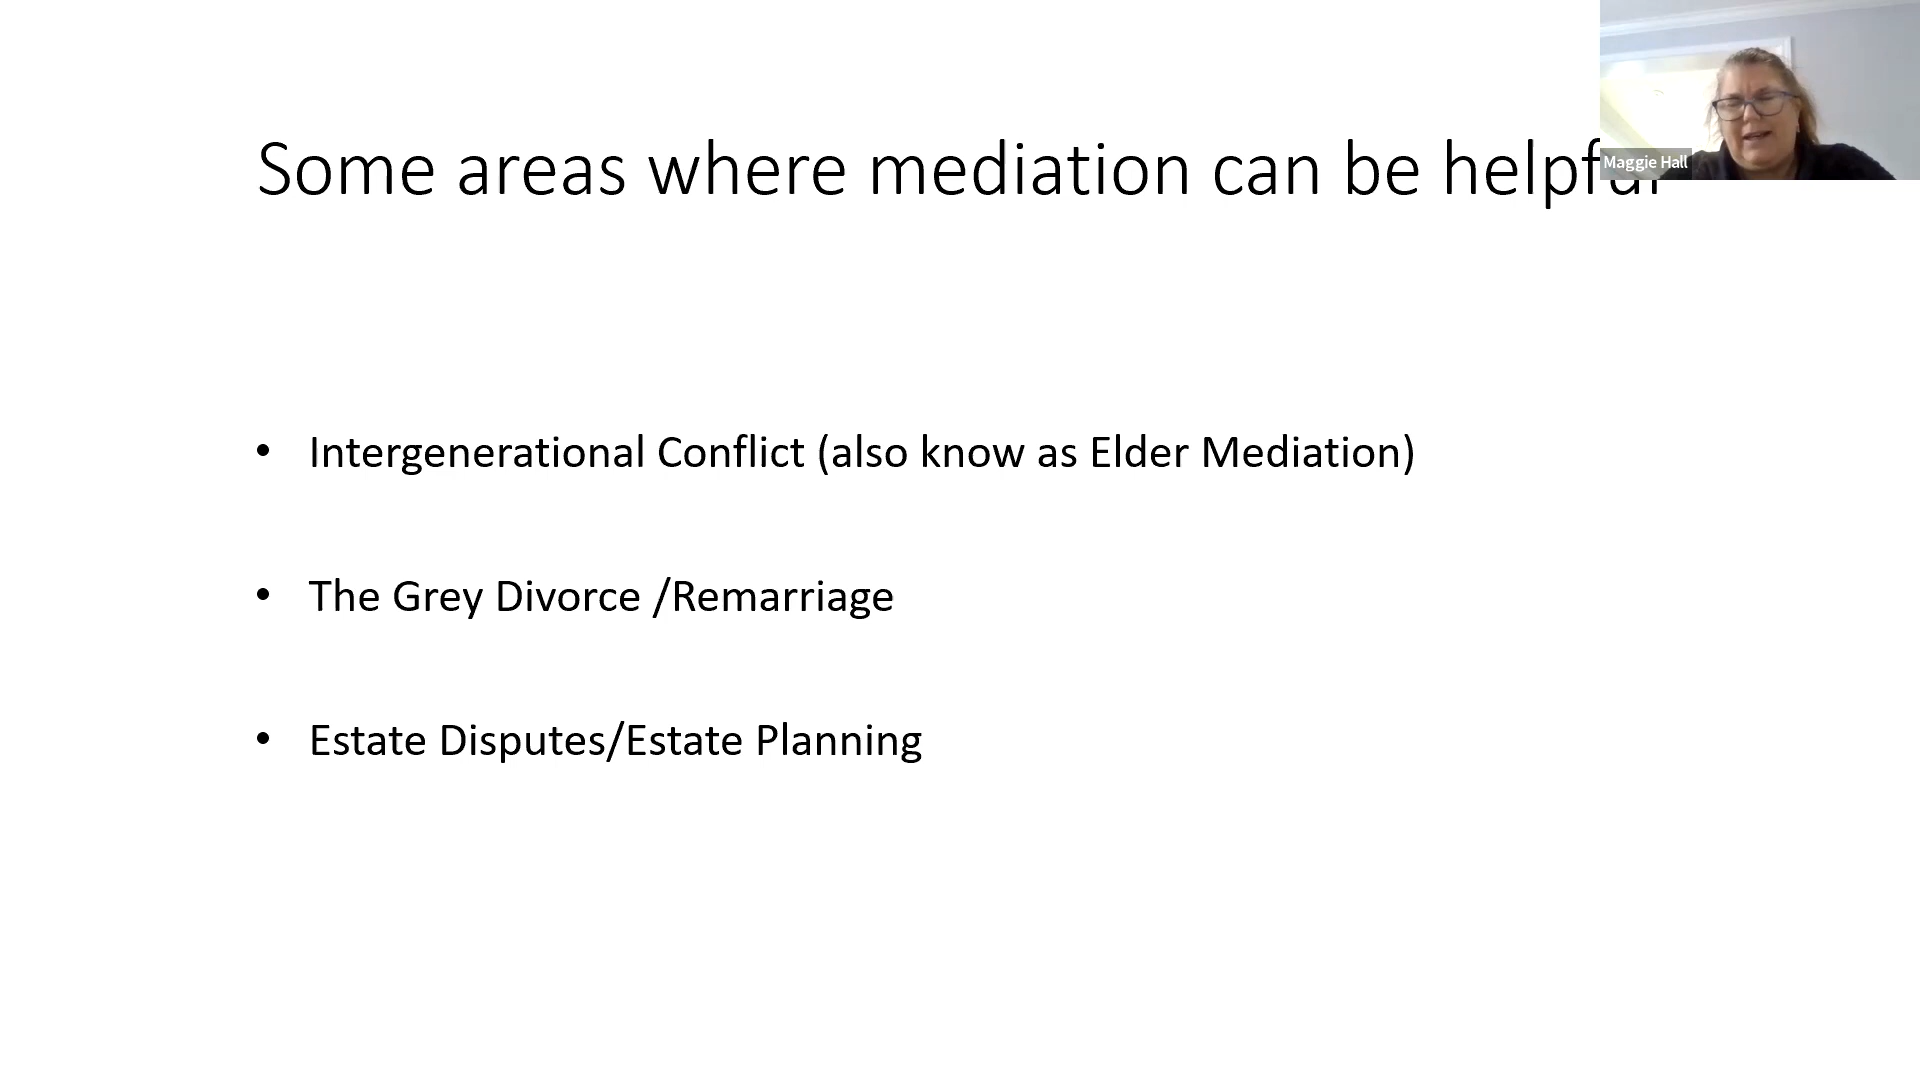 Some areas where mediation can be helpful
Maggie Hall
• Intergenerational Conflict (also know as Elder Mediation)
• The Grey Divorce /Remarriage
• Estate Disputes/Estate Planning